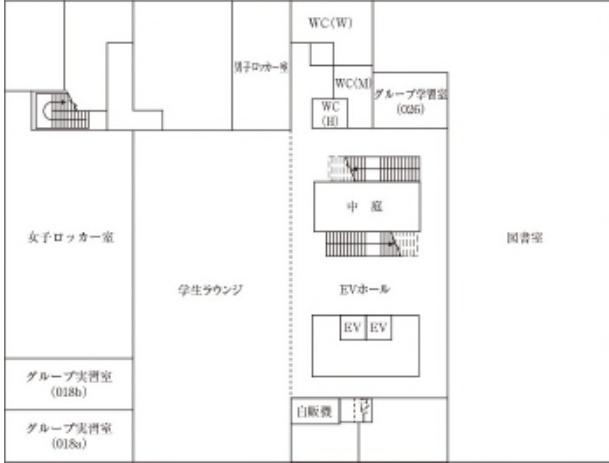 WC(W)
男子ロッカー室
WC(M)
グループ学習室
(026)
WC
(H)
中 庭
女子ロッカー室
図書室
学生ラウンジ
EVホール
EV EV
グループ実習室
(018b)
自販機
コピー
グループ実習室
(018a)